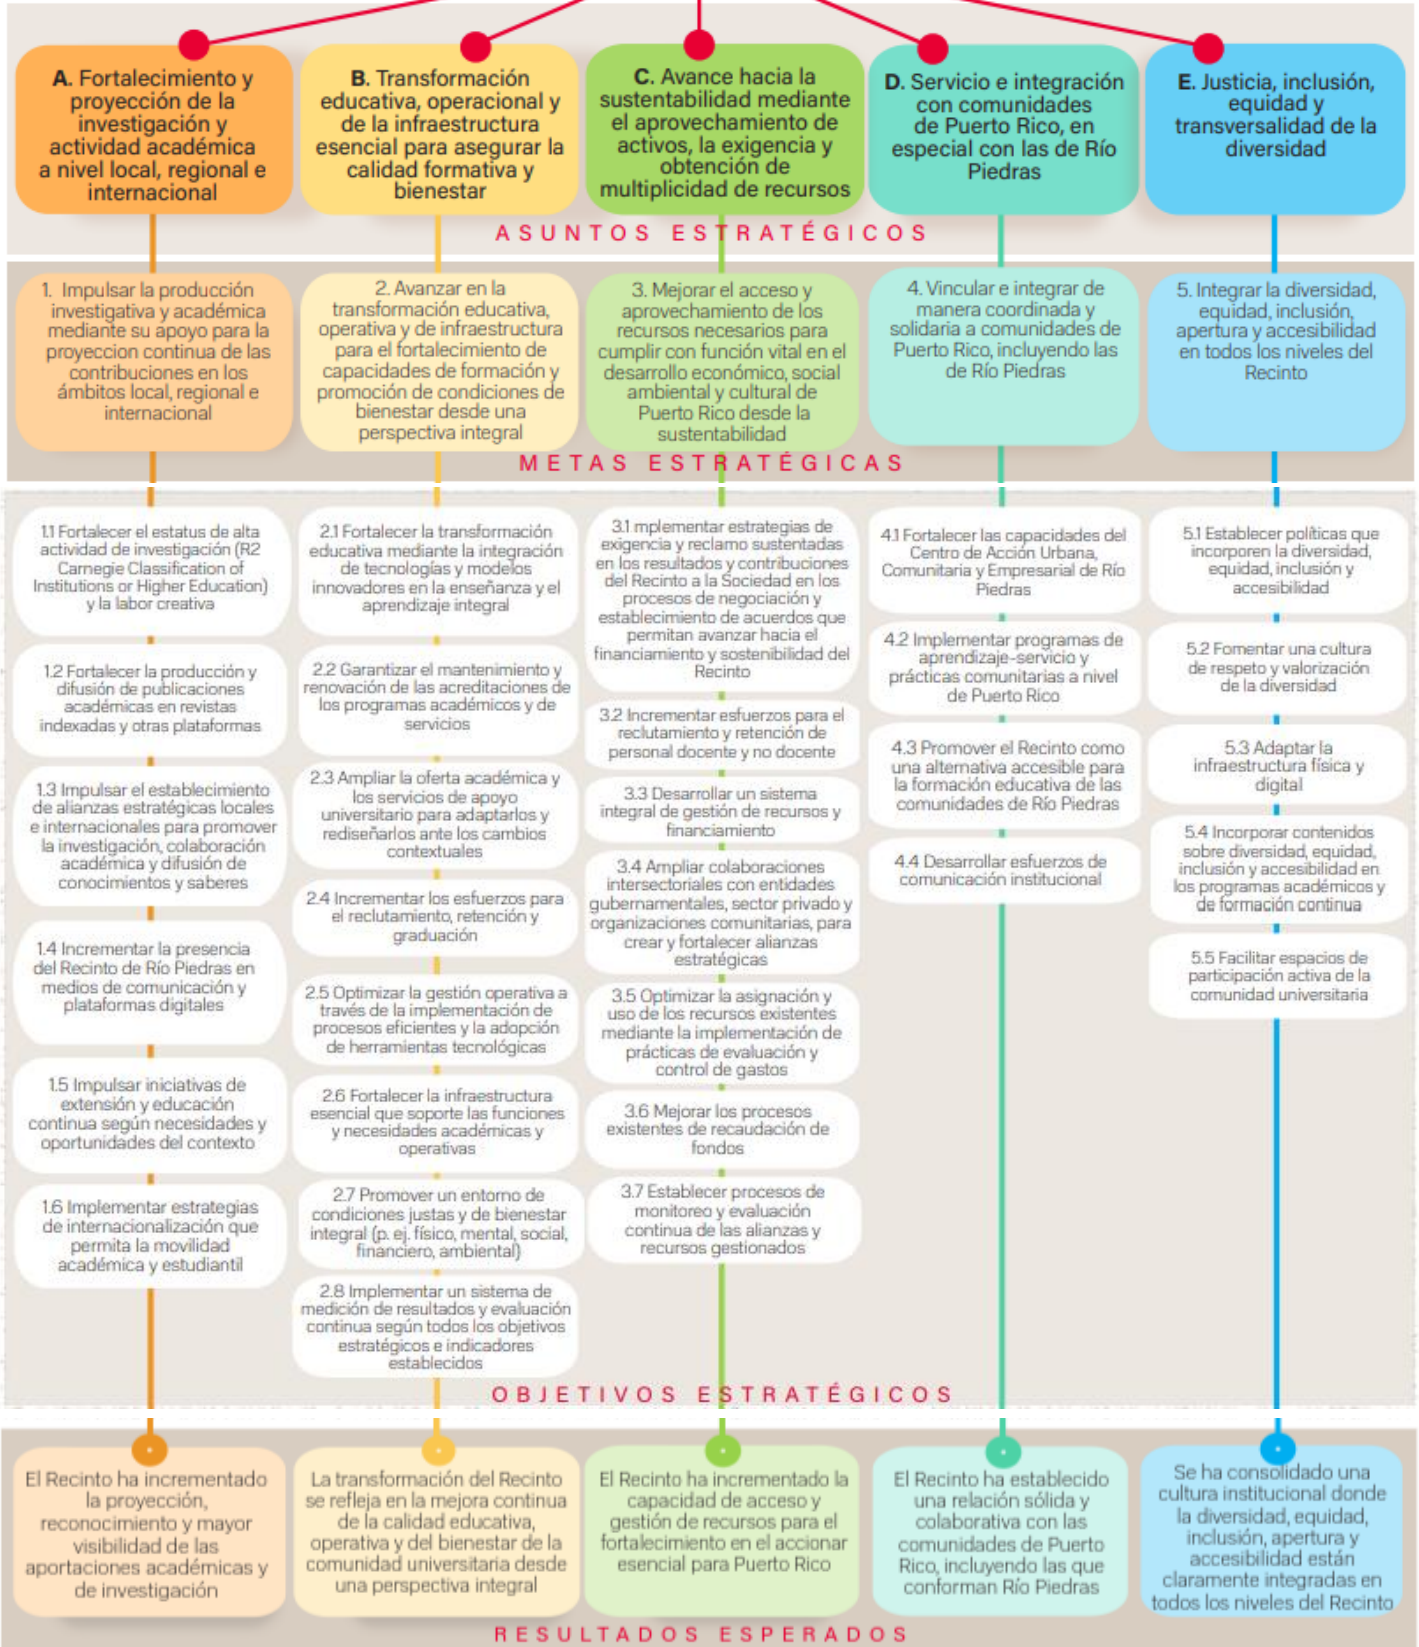 A. Fortalecimiento y
proyección de la
investigación y
actividad académica
a nivel local, regional e
internacional
B. Transformación
educativa, operacional y
de la infraestructura
esencial para asegurar la
calidad formativa y
bienestar
C. Avance hacia la
sustentabilidad mediante
el aprovechamiento de
activos, la exigencia y
obtención de
multiplicidad de recursos
D. Servicio e integración
con comunidades
de Puerto Rico, en
especial con las de Río
Piedras
E. Justicia, inclusión,
equidad y
transversalidad de la
diversidad
ASUNTOS ESTRATÉGICOS
1. Impulsar la producción
investigativa y académica
mediante su apoyo para la
proyeccion continua de las
contribuciones en los
ámbitos local, regional e
internacional
2. Avanzar en la
transformación educativa,
operativa y de infraestructura
para el fortalecimiento de
capacidades de formación y
promoción de condiciones de
bienestar desde una
perspectiva integral
3. Mejorar el acceso y
aprovechamiento de los
recursos necesarios para
cumplir con función vital en el
desarrollo económico, social
ambiental y cultural de
Puerto Rico desde la
sustentabilidad
4. Vincular e integrar de
manera coordinada y
solidaria a comunidades de
Puerto Rico, incluyendo las
de Río Piedras
5. Integrar la diversidad,
equidad, inclusión,
apertura y accesibilidad
en todos los niveles del
Recinto
METAS ESTRATÉGICAS
1.1 Fortalecer el estatus de alta
actividad de investigación (R2
Carnegie Classification of
Institutions or Higher Education)
y la labor creativa
1.2 Fortalecer la producción y
difusión de publicaciones
académicas en revistas
indexadas y otras plataformas
1.3 Impulsar el establecimiento
de alianzas estratégicas locales
e internacionales para promover
la investigación, colaboración
académica y difusión de
conocimientos y saberes
1.4 Incrementar la presencia
del Recinto de Río Piedras en
medios de comunicación y
plataformas digitales
1.5 Impulsar iniciativas de
extensión y educación
continua según necesidades y
oportunidades del contexto
1.6 Implementar estrategias
de internacionalización que
permita la movilidad
académica y estudiantil
2.1 Fortalecer la transformación
educativa mediante la integración
de tecnologías y modelos
innovadores en la enseñanza y el
aprendizaje integral
2.2 Garantizar el mantenimiento y
renovación de las acreditaciones de
los programas académicos y de
servicios
2.3 Ampliar la oferta académica y
los servicios de apoyo
universitario para adaptarlos y
rediseñarlos ante los cambios
contextuales
2.4 Incrementar los esfuerzos para
el reclutamiento, retención y
graduación
2.5 Optimizar la gestión operativa a
través de la implementación de
procesos eficientes y la adopción
de herramientas tecnológicas
2.6 Fortalecer la infraestructura
esencial que soporte las funciones
y necesidades académicas y
operativas
2.7 Promover un entorno de
condiciones justas y de bienestar
integral (p. ej. físico, mental, social,
financiero, ambiental)
2.8 Implementar un sistema de
medición de resultados y evaluación
continua según todos los objetivos
estratégicos e indicadores
establecidos
3.1 mplementar estrategias de
exigencia y reclamo sustentadas
en los resultados y contribuciones
del Recinto a la Sociedad en los
procesos de negociación y
establecimiento de acuerdos que
permitan avanzar hacia el
financiamiento y sostenibilidad del
Recinto
3.2 Incrementar esfuerzos para el
reclutamiento y retención de
personal docente y no docente
3.3 Desarrollar un sistema
integral de gestión de recursos y
financiamiento
3.4 Ampliar colaboraciones
intersectoriales con entidades
gubernamentales, sector privado y
organizaciones comunitarias, para
crear y fortalecer alianzas
estratégicas
3.5 Optimizar la asignación y
uso de los recursos existentes
mediante la implementación de
prácticas de evaluación y
control de gastos
3.6 Mejorar los procesos
existentes de recaudación de
fondos
3.7 Establecer procesos de
monitoreo y evaluación
continua de las alianzas y
recursos gestionados
4.1 Fortalecer las capacidades del
Centro de Acción Urbana,
Comunitaria y Empresarial de Río
Piedras
4.2 Implementar programas de
aprendizaje-servicio y
prácticas comunitarias a nivel
de Puerto Rico
4.3 Promover el Recinto como
una alternativa accesible para
la formación educativa de las
comunidades de Río Piedras
4.4 Desarrollar esfuerzos de
comunicación institucional
5.1 Establecer políticas que
incorporen la diversidad,
equidad, inclusión y
accesibilidad
5.2 Fomentar una cultura
de respeto y valorización
de la diversidad
5.3 Adaptar la
infraestructura física y
digital
5.4 Incorporar contenidos
sobre diversidad, equidad,
inclusión y accesibilidad en
los programas académicos y
de formación continua
5.5 Facilitar espacios de
participación activa de la
comunidad universitaria
OBJETIVOS ESTRATÉGICOS
El Recinto ha incrementado
la proyección,
reconocimiento y mayor
visibilidad de las
aportaciones académicas y
de investigación
La transformación del Recinto
se refleja en la mejora continua
de la calidad educativa,
operativa y del bienestar de la
comunidad universitaria desde
una perspectiva integral
El Recinto ha incrementado la
capacidad de acceso y
gestión de recursos para el
fortalecimiento en el accionar
esencial para Puerto Rico
El Recinto ha establecido
una relación sólida y
colaborativa con las
comunidades de Puerto
Rico, incluyendo las que
conforman Río Piedras
Se ha consolidado una
cultura institucional donde
la diversidad, equidad,
inclusión, apertura y
accesibilidad están
claramente integradas en
todos los niveles del Recinto
RESULTADOS ESPERADOS